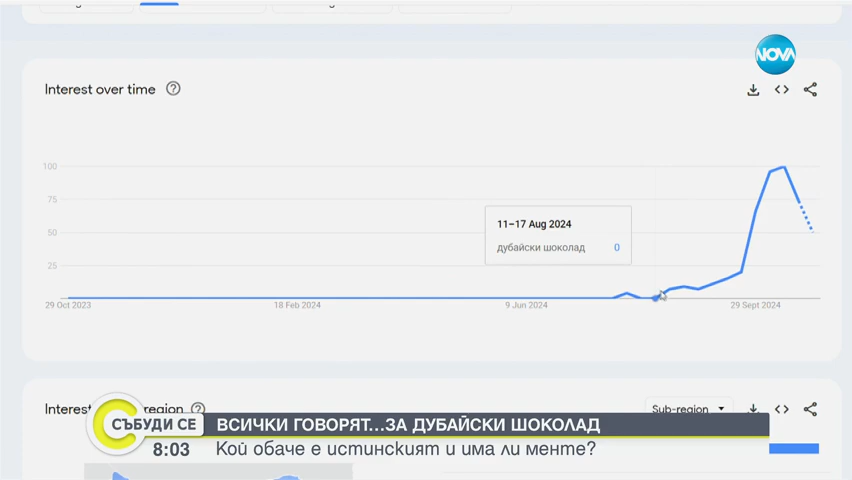 NOVA
Interest over time
100
75
50
25
11–17 Aug 2024
дубайски шоколад 0
29 Oct 2023 18 Feb 2024 9 Jun 2024 29 Sept 2024
region
Sub-region
СЪБУДИ СЕ
ВСИЧКИ ГОВОРЯТ...ЗА ДУБАЙСКИ ШОКОЛАД
8:03
Кой обаче е истинският и има ли менте?